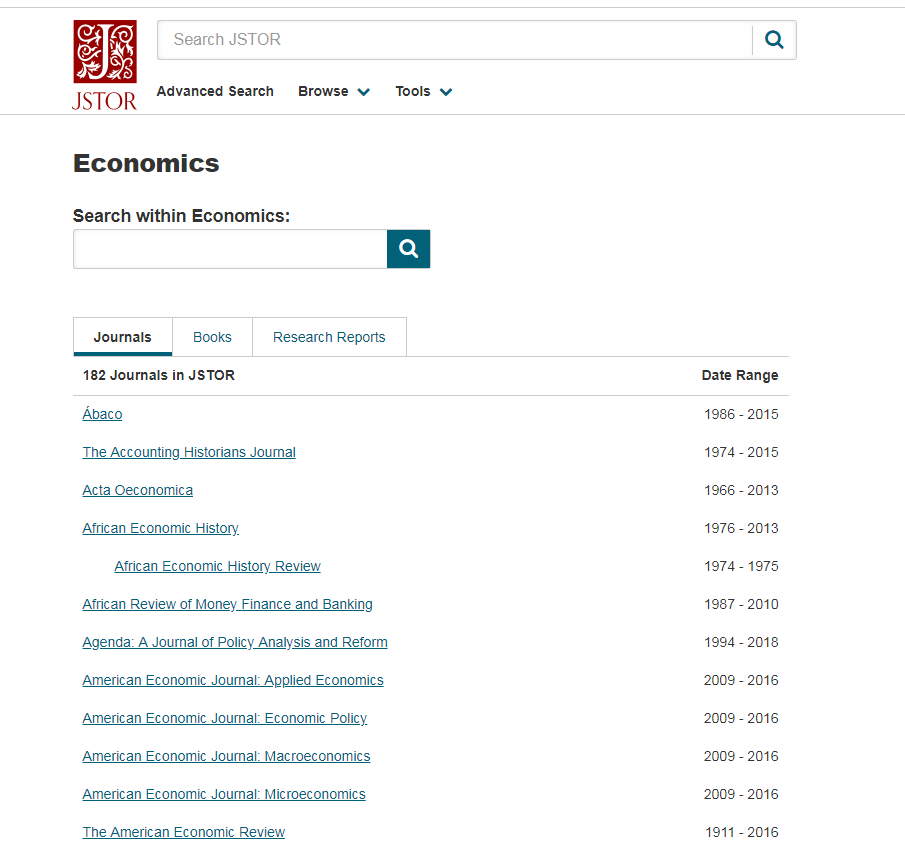 Search JSTOR
JSTOR
Advanced Search Browse Tools
Economics
Search within Economics:
Journals Books Research Reports
182 Journals in JSTOR Date Range
Ábaco 1986 - 2015
The Accounting Historians Journal 1974 - 2015
Acta Oeconomica 1966 - 2013
African Economic History 1976 - 2013
African Economic History Review 1974 - 1975
African Review of Money Finance and Banking 1987 - 2010
Agenda: A Journal of Policy Analysis and Reform 1994 - 2018
American Economic Journal: Applied Economics 2009 - 2016
American Economic Journal: Economic Policy 2009 - 2016
American Economic Journal: Macroeconomics 2009 - 2016
American Economic Journal: Microeconomics 2009 - 2016
The American Economic Review 1911 - 2016